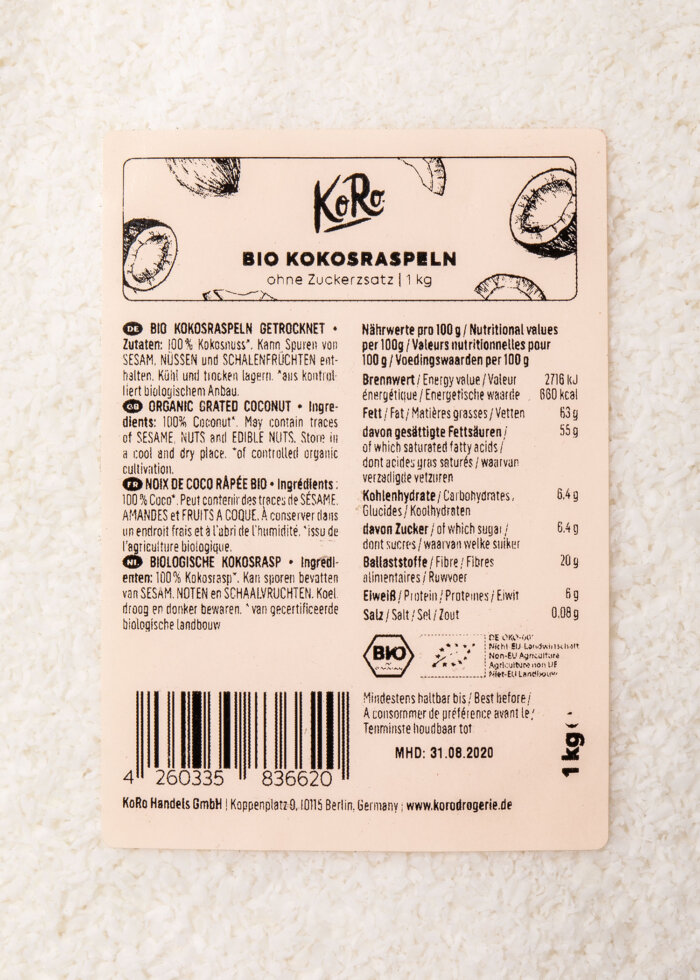 KoRo
BIO KOKOSRASPELN
ohne Zuckerzsatz | 1 kg
DE BIO KOKOSRASPELN GETROCKNET •
Zutaten: 100% Kokosnuss*. Kann Spuren von
SESAM, NÜSSEN und SCHALENFRÜCHTEN ent-
halten. Kühl und trocken lagern. *aus kontrol-
liert biologischem Anbau.
GB ORGANIC GRATED COCONUT • Ingre-
dients: 100% Coconut*. May contain traces
of SESAME, NUTS and EDIBLE NUTS. Store in
a cool and dry place. *of controlled organic
cultivation.
FR NOIX DE COCO RÂPÉE BIO • Ingrédients :
100 % Coco*. Peut contenir des traces de SÉSAME,
AMANDES et FRUITS A COQUE. À conserver dans
un endroit frais et à l'abri de l'humidité. *issu de
l'agriculture biologique.
NL BIOLOGISCHE KOKOSRASP • Ingredi-
enten: 100% Kokosrasp*. Kan sporen bevatten
van SESAM, NOTEN en SCHAALVRUCHTEN. Koel,
droog en donker bewaren. *van gecertificeerde
biologische landbouw
Nährwerte pro 100 g / Nutritional values
per 100g / Valeurs nutritionnelles pour
100 g / Voedingswaarden per 100 g
Brennwert / Energy value / Valeur 2716 kJ
énergétique / Energetische waarde 660 kcal
Fett / Fat / Matières grasses / Vetten 63 g
davon gesättigte Fettsäuren / 55 g
of which saturated fatty acids /
dont acides gras saturés / waarvan
verzadigde vetzuren
Kohlenhydrate / Carbohydrates, 6,4 g
Glucides / Koolhydraten
davon Zucker / of which sugar / 6,4 g
dont sucres / waarvan welke suiker
Ballaststoffe / Fibre / Fibres 20 g
alimentaires / Ruwvoer
Eiweiß / Protein / Proteines / Eiwit 6 g
Salz / Salt / Sel / Zout 0,08 g
BIO
DE ÖKO-007
Nicht EU Landwirtschaft
Non-EU Agriculture
Agriculture non UE
Niet-EU Landbouw
Mindestens haltbar bis / Best before /
A consommer de préférence avant le /
Tenminste houdbaar tot
MHD: 31.08.2020
1 kg e
4 260335 836620
KoRo Handels GmbH | Koppenplatz 9, 10115 Berlin, Germany | www.korodrogerie.de